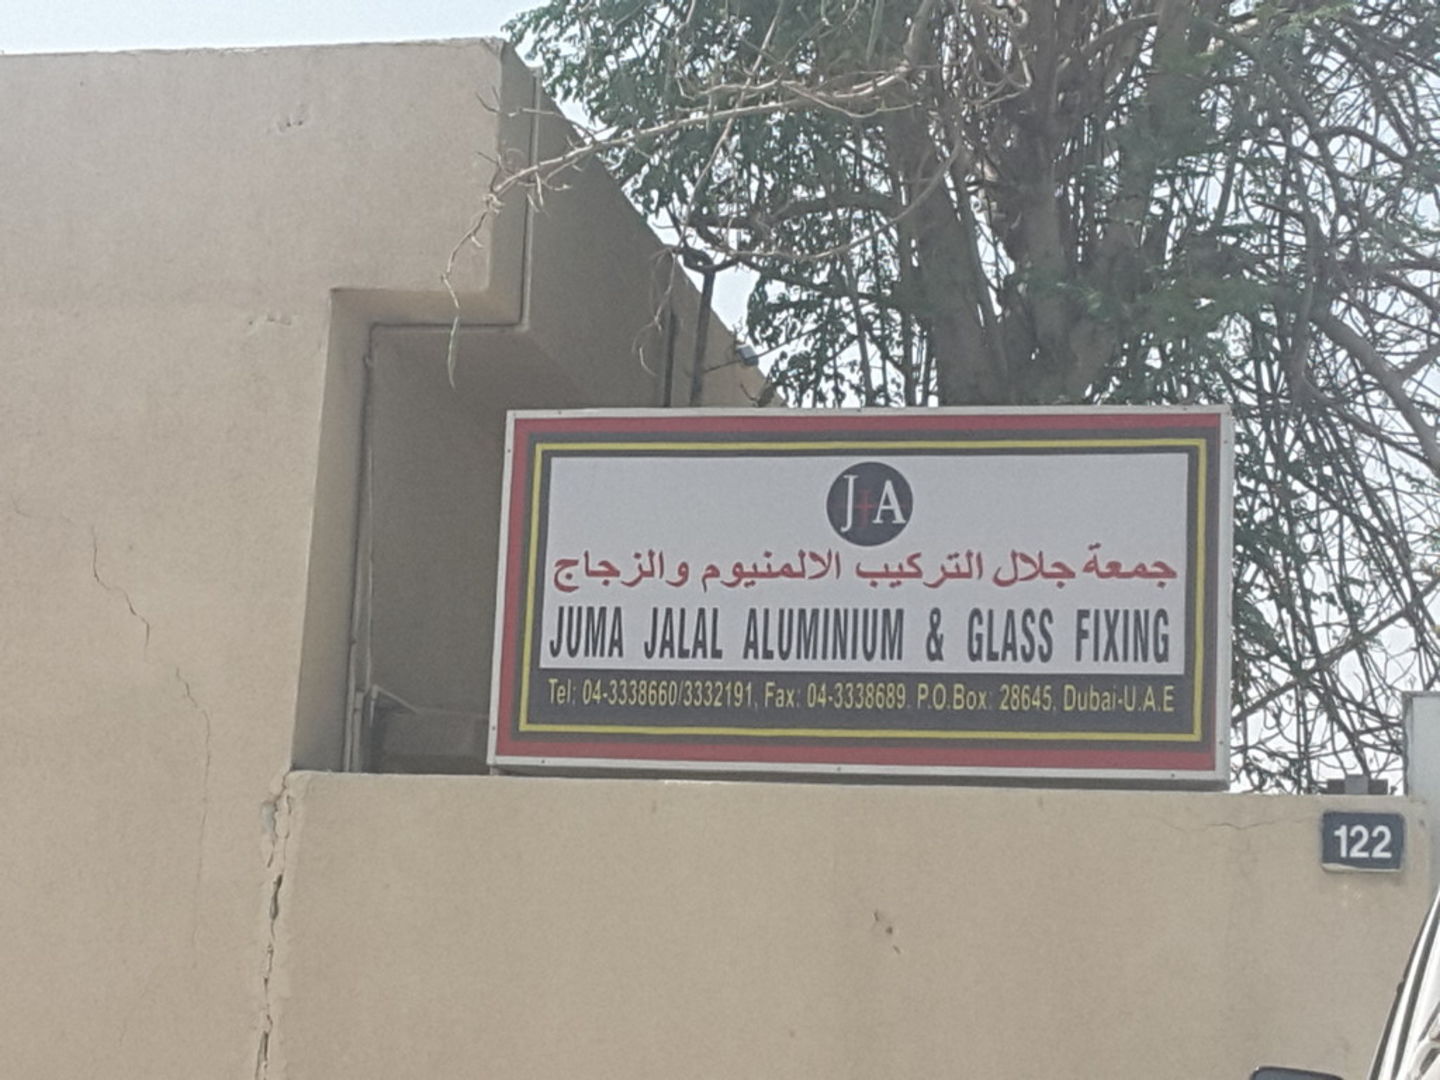 J+A
جمعة جلال التركيب الالمنيوم والزجاج
JUMA JALAL ALUMINIUM & GLASS FIXING
Tel: 04-3338660/3332191, Fax: 04-3338689. P.O.Box: 28645, Dubai-U.A.E
122